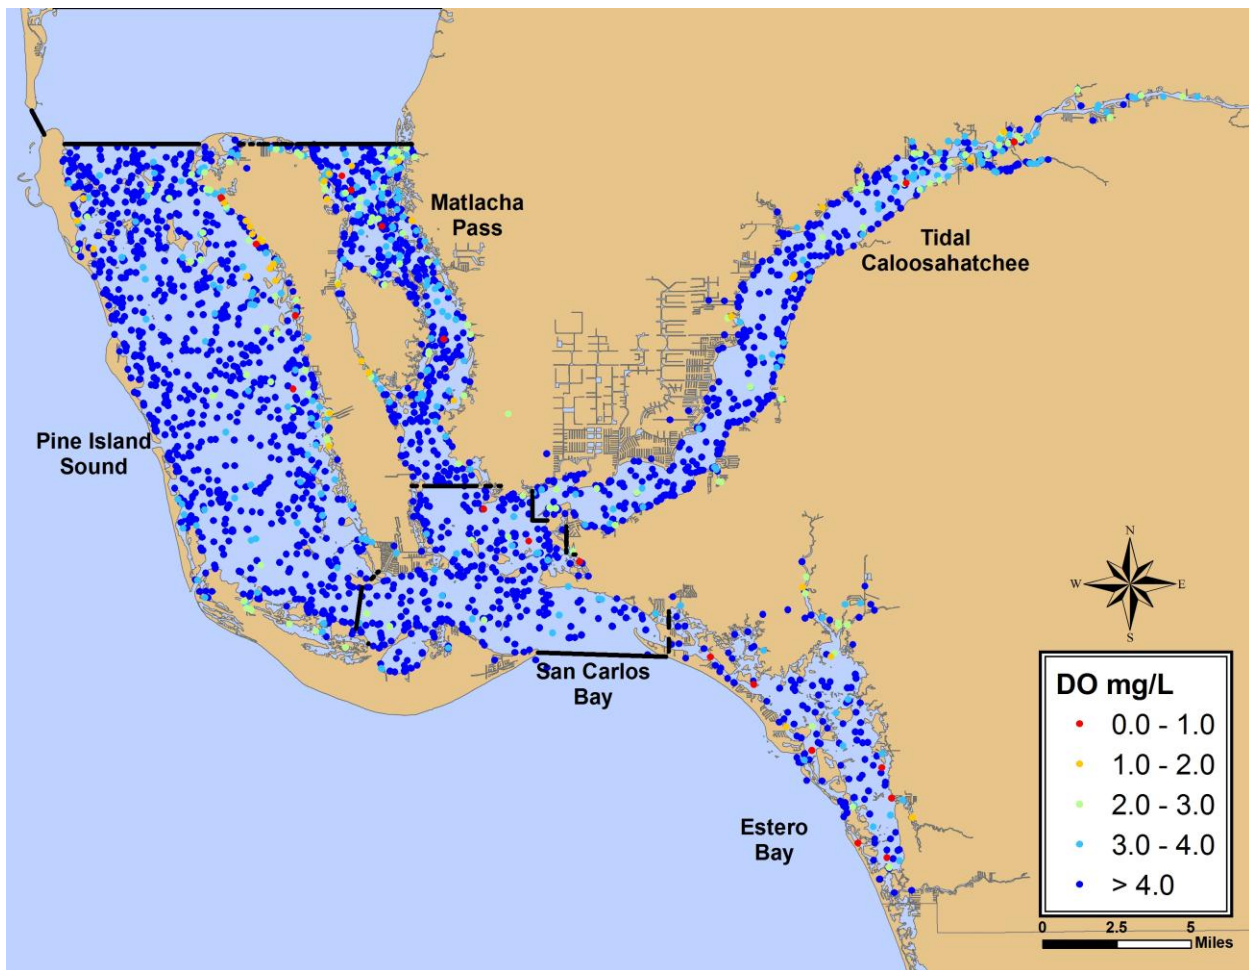 Matlacha
Pass
Tidal
Caloosahatchee
Pine Island
Sound
San Carlos
Bay
Estero
Bay
N
W
E
S
DO mg/L
0.0 - 1.0
1.0 - 2.0
2.0 - 3.0
3.0 - 4.0
> 4.0
0 2.5 5
Miles